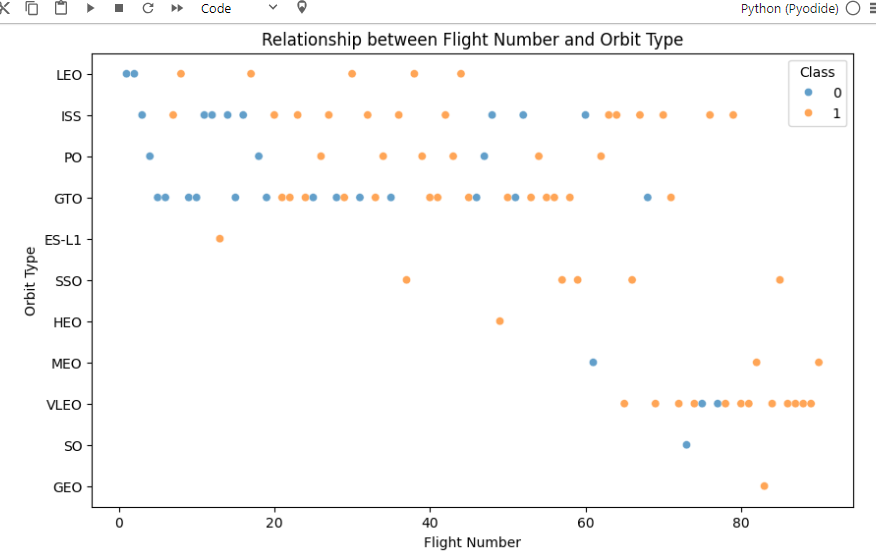 Code
Python (Pyodide)
Relationship between Flight Number and Orbit Type
Class
0
1
LEO
ISS
PO
GTO
ES-L1
SSO
HEO
MEO
VLEO
SO
GEO
Orbit Type
0 20 40 60 80
Flight Number